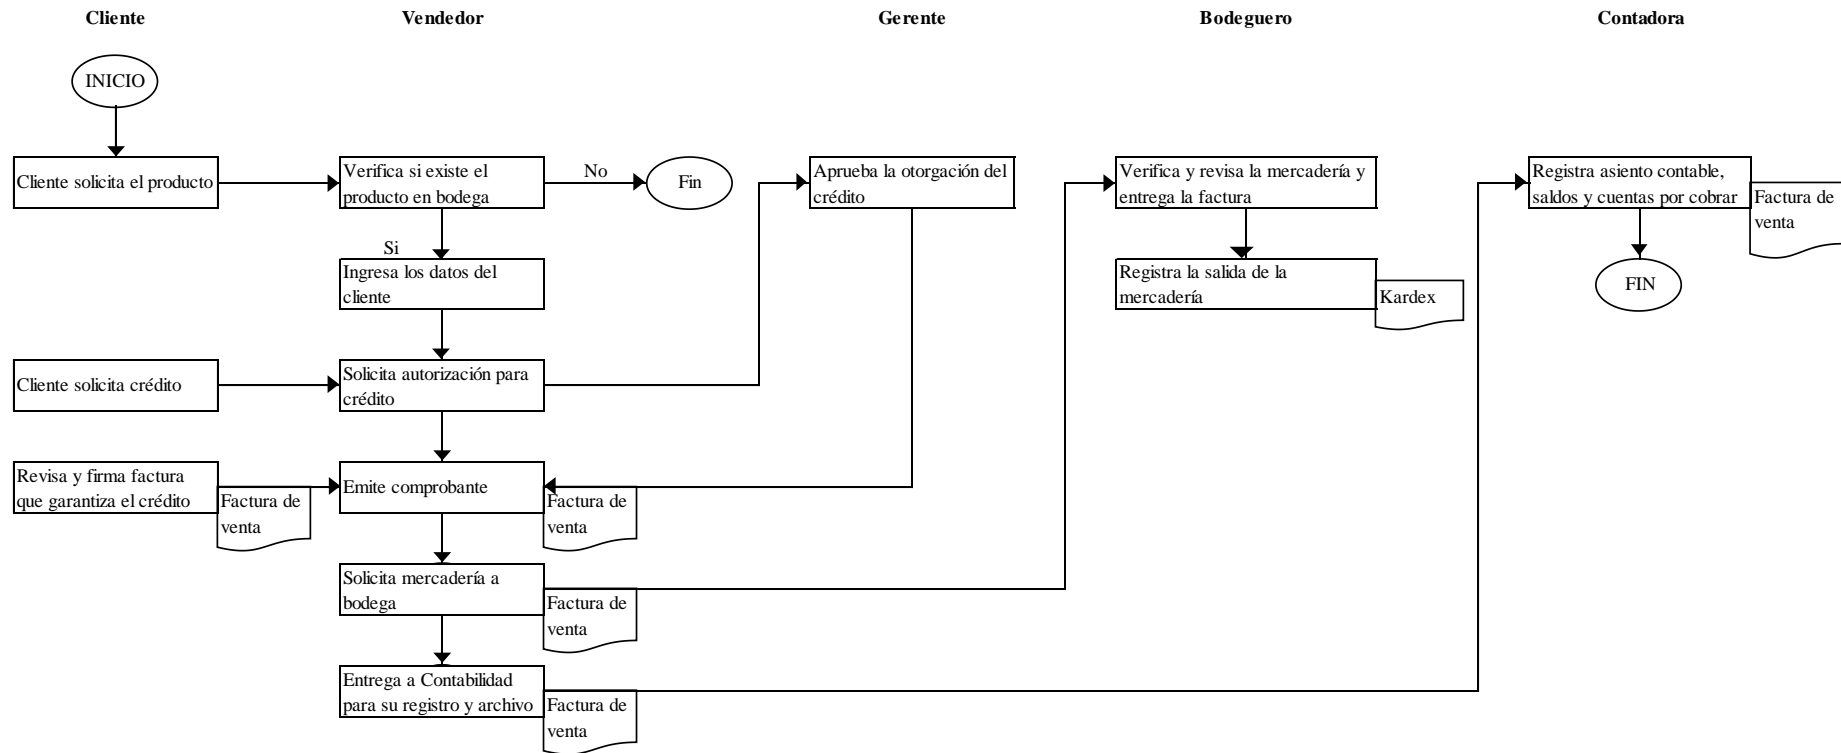 Cliente
Vendedor
Gerente
Bodeguero
Contadora
INICIO
Cliente solicita el producto
Verifica si existe el
producto en bodega
No
Fin
Aprueba la otorgación del
crédito
Verifica y revisa la mercadería y
entrega la factura
Registra asiento contable,
saldos y cuentas por cobrar
Factura de
venta
Si
Ingresa los datos del
cliente
Registra la salida de la
mercadería
Kardex
FIN
Cliente solicita crédito
Solicita autorización para
crédito
Revisa y firma factura
que garantiza el crédito
Factura de
venta
Emite comprobante
Factura de
venta
Solicita mercadería a
bodega
Factura de
venta
Entrega a Contabilidad
para su registro y archivo
Factura de
venta